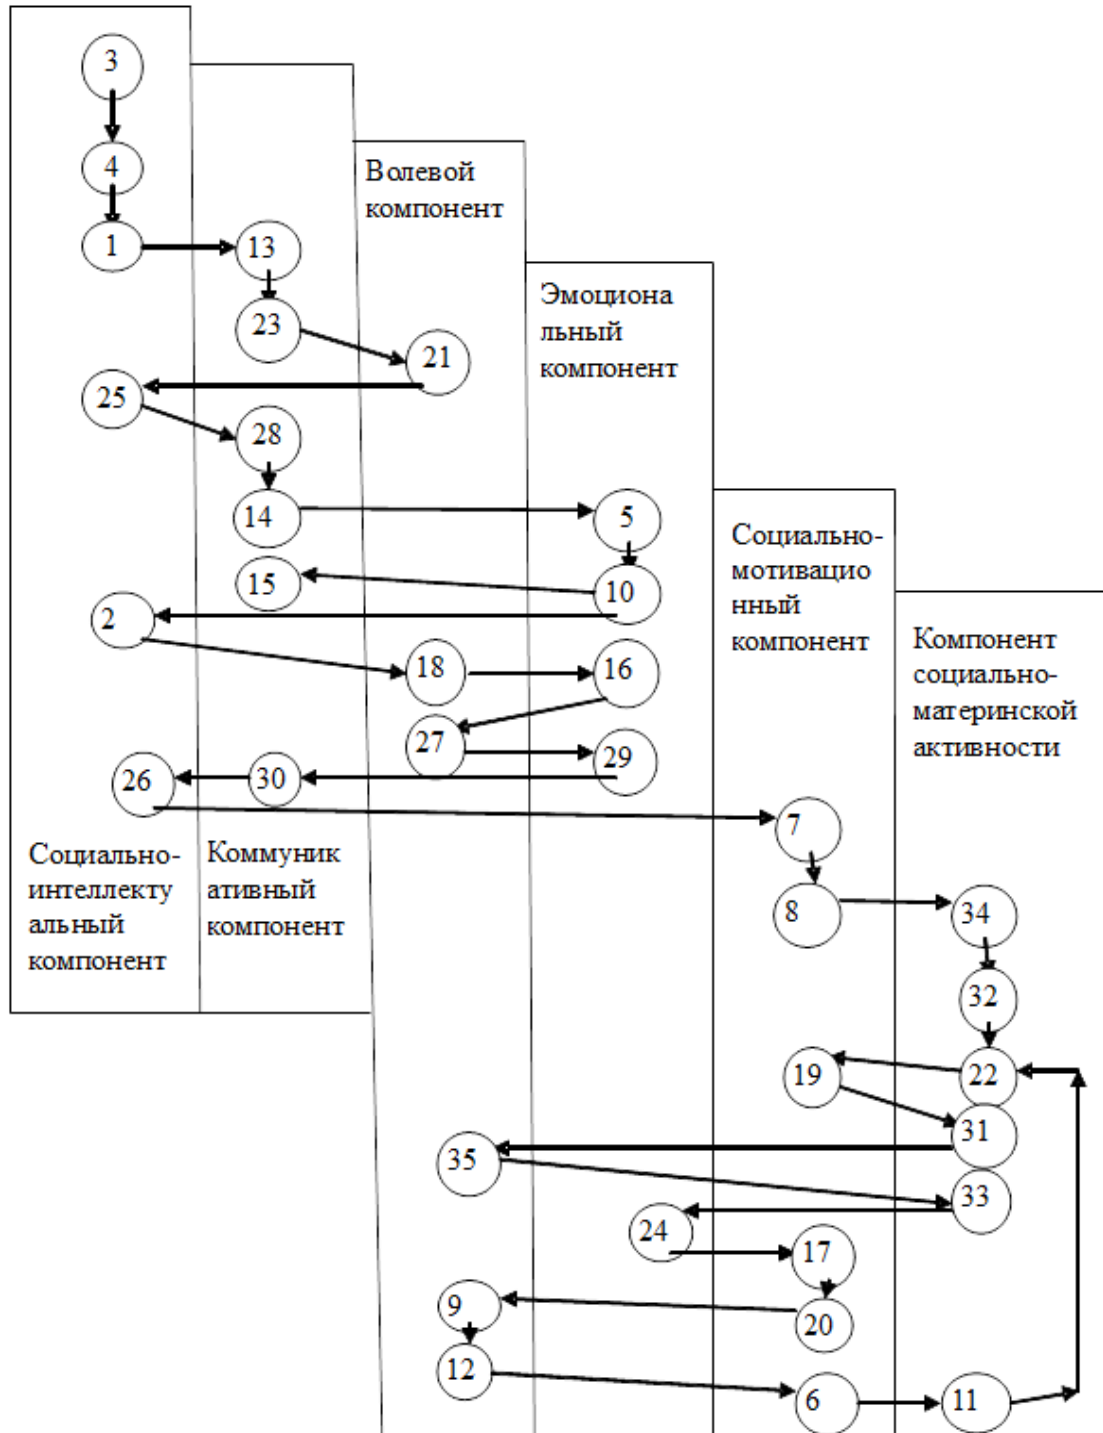 3
4
1
13
23
Волевой
компонент
21
Эмоциона
льный
компонент
25
28
14
5
15
10
2
18
16
27
29
26
30
Социально-
мотивацио
нный
компонент
Компонент
социально-
материнской
активности
7
8
34
Социально-
интеллекту
альный
компонент
Коммуник
ативный
компонент
32
22
19
31
35
33
24
17
9
20
12
6
11